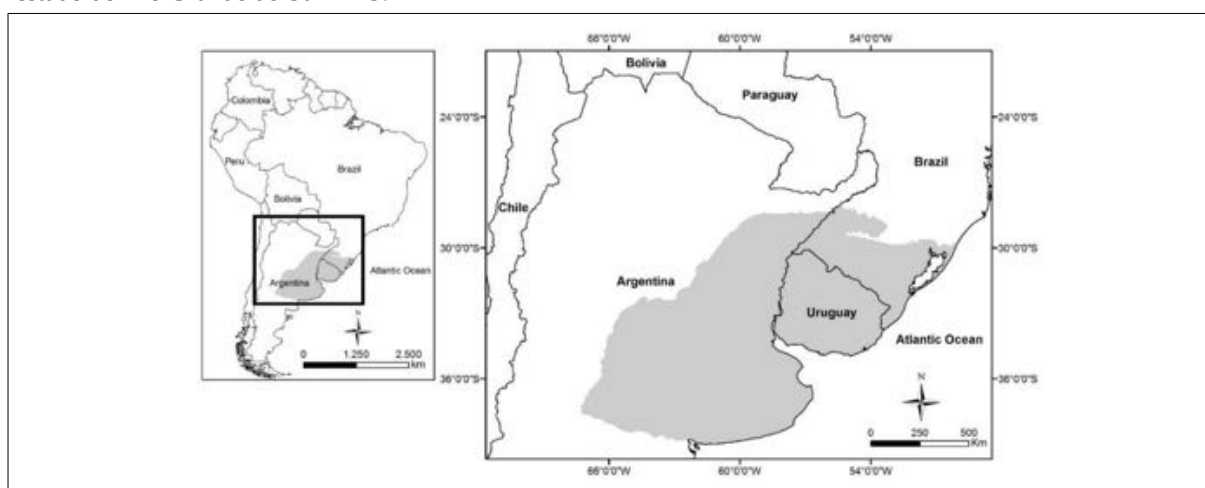 66°0'0"W 60°0'0"W 54°0'0"W
Colombia
Peru
Brazil
Bolivia
Argentina
Atlantic Ocean
N
0 1.250 2.500
km
Bolivia
Paraguay
24°0'0"S 24°0'0"S
Brazil
Chile
30°0'0"S 30°0'0"S
Argentina
Uruguay
Atlantic Ocean
36°0'0"S 36°0'0"S
N
0 250 500
Km
66°0'0"W 60°0'0"W 54°0'0"W